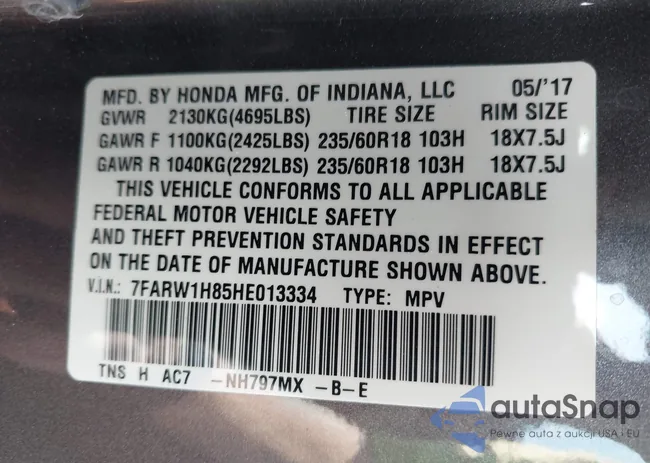 MFD. BY HONDA MFG. OF INDIANA, LLC 05/'17
GVWR 2130KG(4695LBS) TIRE SIZE RIM SIZE
GAWR F 1100KG(2425LBS) 235/60R18 103H 18X7.5J
GAWR R 1040KG(2292LBS) 235/60R18 103H 18X7.5J
THIS VEHICLE CONFORMS TO ALL APPLICABLE
FEDERAL MOTOR VEHICLE SAFETY
AND THEFT PREVENTION STANDARDS IN EFFECT
ON THE DATE OF MANUFACTURE SHOWN ABOVE.
V.I.N.: 7FARW1H85HE013334 TYPE: MPV
TNS H AC7 -NH797MX -B-E
autaSnap
Pewne auta z aukcji USA i EU